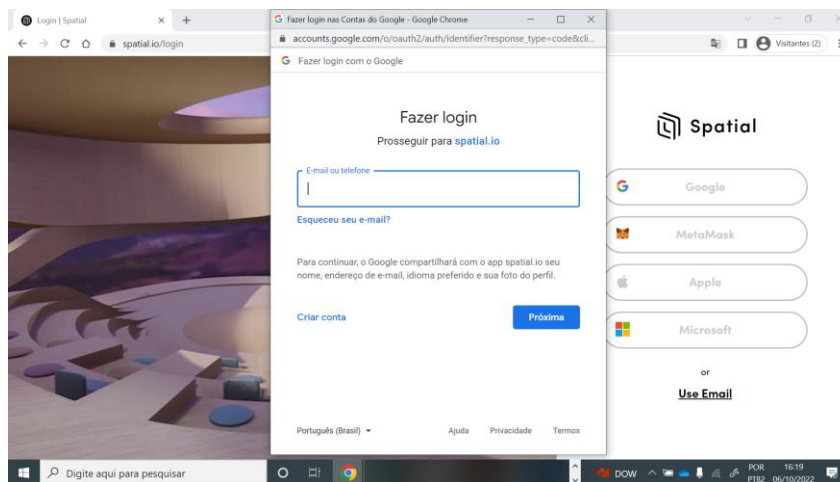 Login | Spatial
Fazer login nas Contas do Google - Google Chrome
spatial.io/login
accounts.google.com/o/oauth2/auth/identifier?response_type=code&cli...
Visitantes (2)
Fazer login com o Google
Fazer login
Prosseguir para spatial.io
E-mail ou telefone
Esqueceu seu e-mail?
Para continuar, o Google compartilhará com o app spatial.io seu
nome, endereço de e-mail, idioma preferido e sua foto do perfil.
Criar conta
Próxima
Português (Brasil)
Ajuda
Privacidade
Termos
Spatial
Google
MetaMask
Apple
Microsoft
or
Use Email
Digite aqui para pesquisar
DOW
POR
PTB2
16:19
06/10/2022